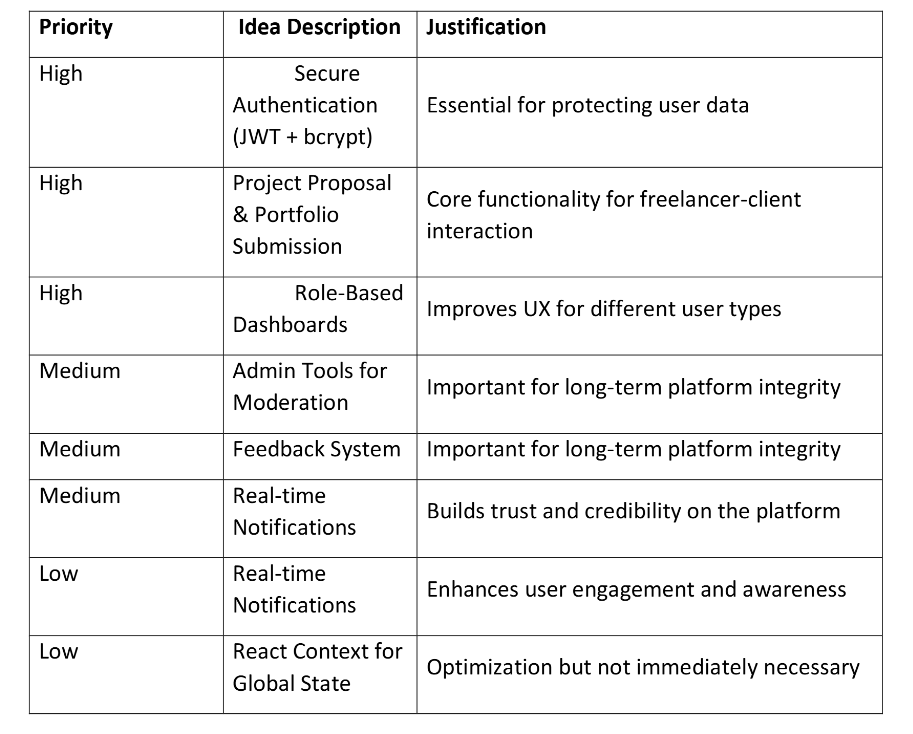 Priority Idea Description Justification
High Secure
Authentication
(JWT + bcrypt) Essential for protecting user data
High Project Proposal
& Portfolio
Submission Core functionality for freelancer-client
interaction
High Role-Based
Dashboards Improves UX for different user types
Medium Admin Tools for
Moderation Important for long-term platform integrity
Medium Feedback System Important for long-term platform integrity
Medium Real-time
Notifications Builds trust and credibility on the platform
Low Real-time
Notifications Enhances user engagement and awareness
Low React Context for
Global State Optimization but not immediately necessary